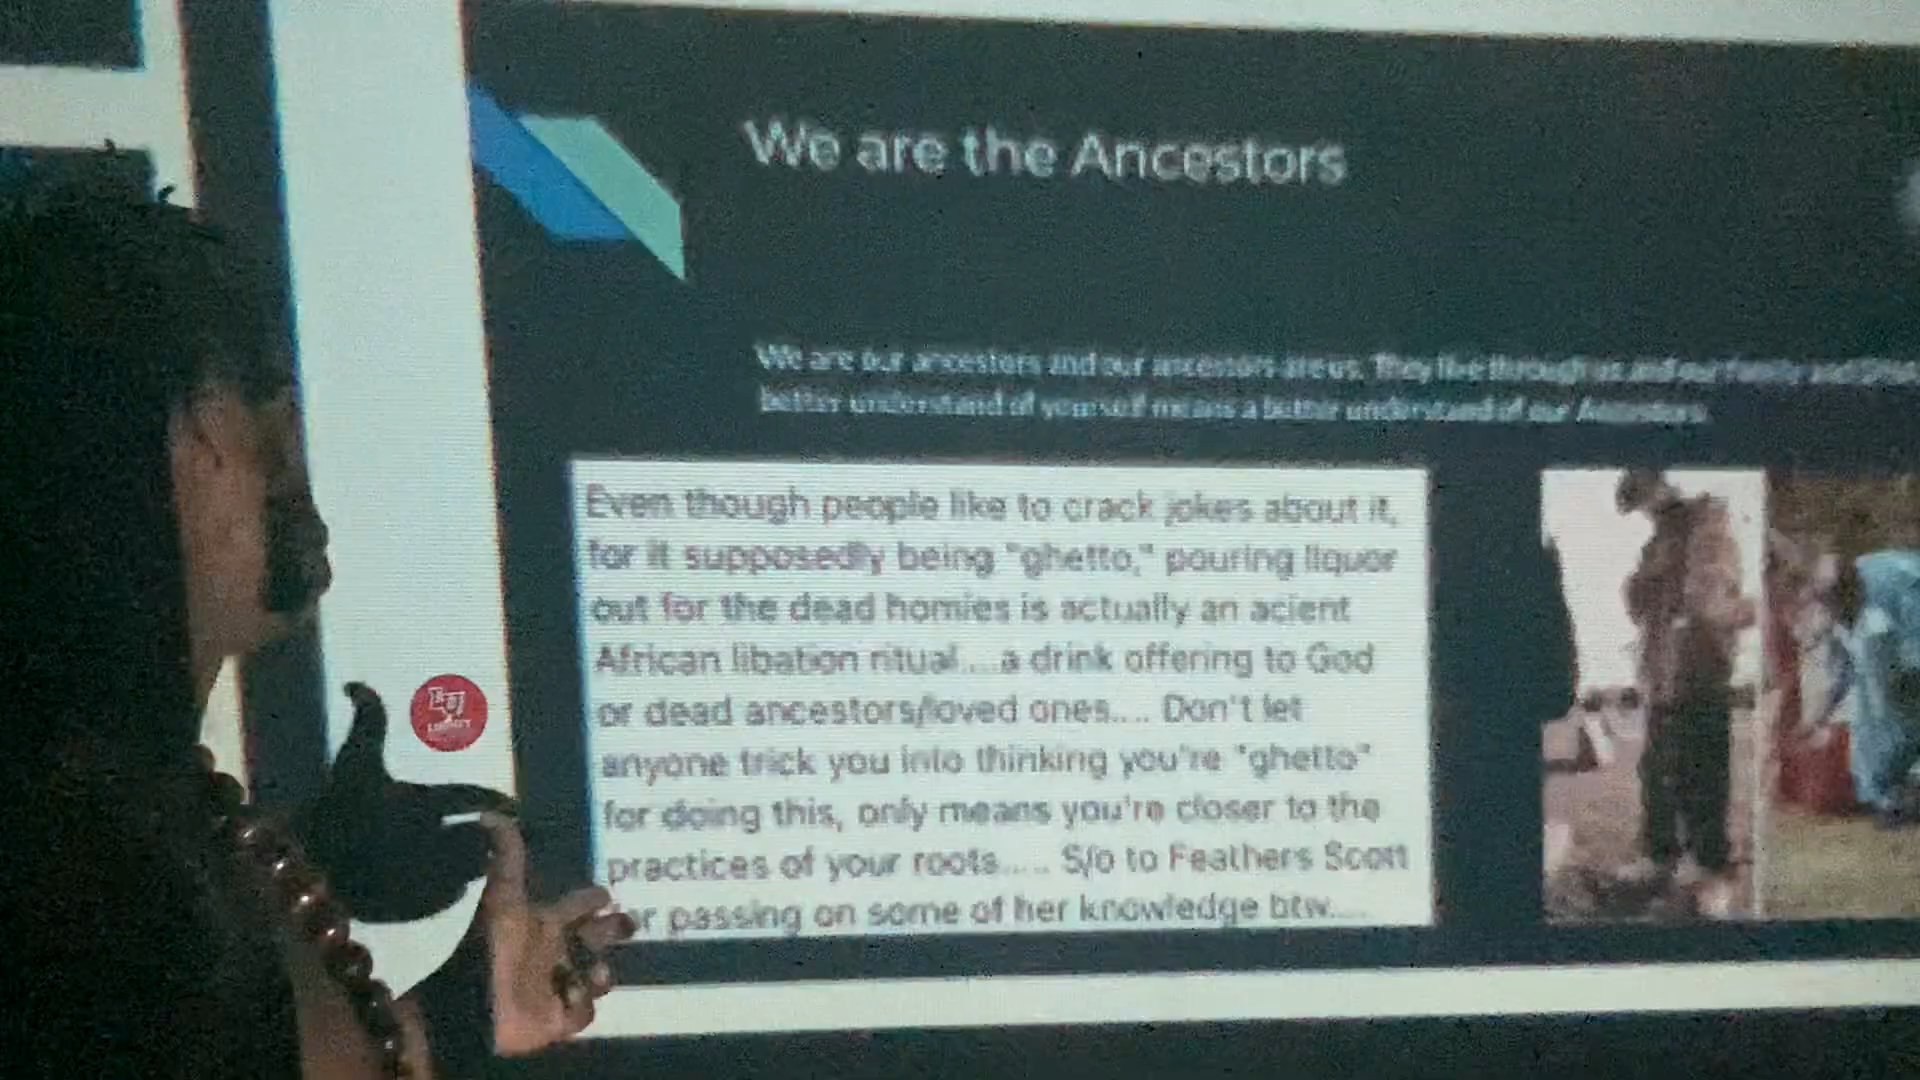 We are the Ancestors
We are our ancestors and our ancestors are us. They live through us and our family and
better understand of yourself means a better understand of our Ancestors.
Even though people like to crack jokes about it,
for it supposedly being "ghetto," pouring liquor
out for the dead homies is actually an acient
African libation ritual....a drink offering to God
or dead ancestors/loved ones.... Don't let
anyone trick you into thinking you're "ghetto"
for doing this, only means you're closer to the
practices of your roots..... S/o to Feathers Scott
for passing on some of her knowledge btw....
LIBRARY